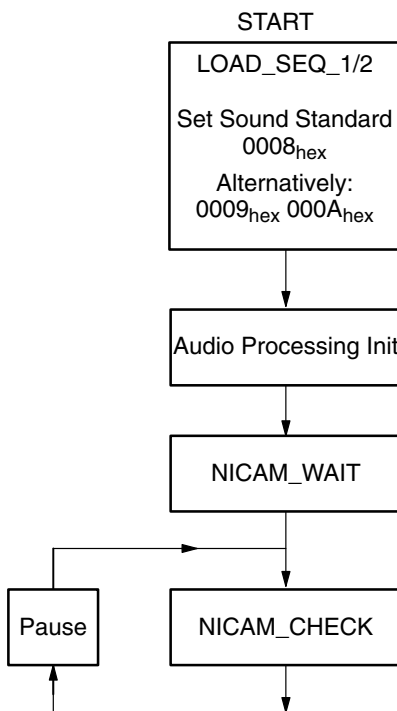 START
LOAD_SEQ_1/2
Set Sound Standard
0008hex
Alternatively:
0009hex 000Ahex
Audio Processing Init
NICAM_WAIT
Pause
NICAM_CHECK